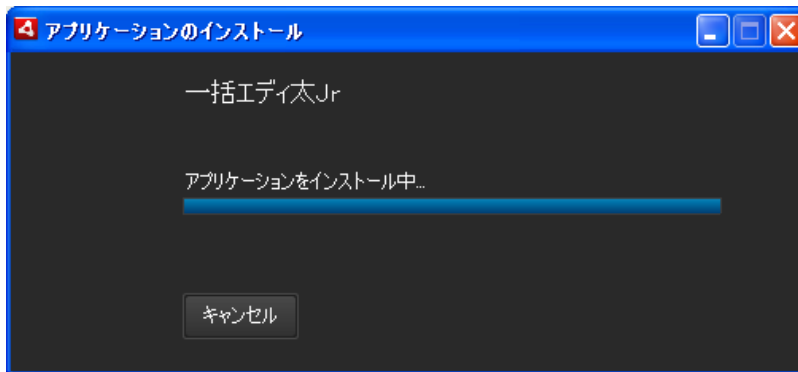 アプリケーションのインストール
一括エディ太Jr
アプリケーションをインストール中...
キャンセル